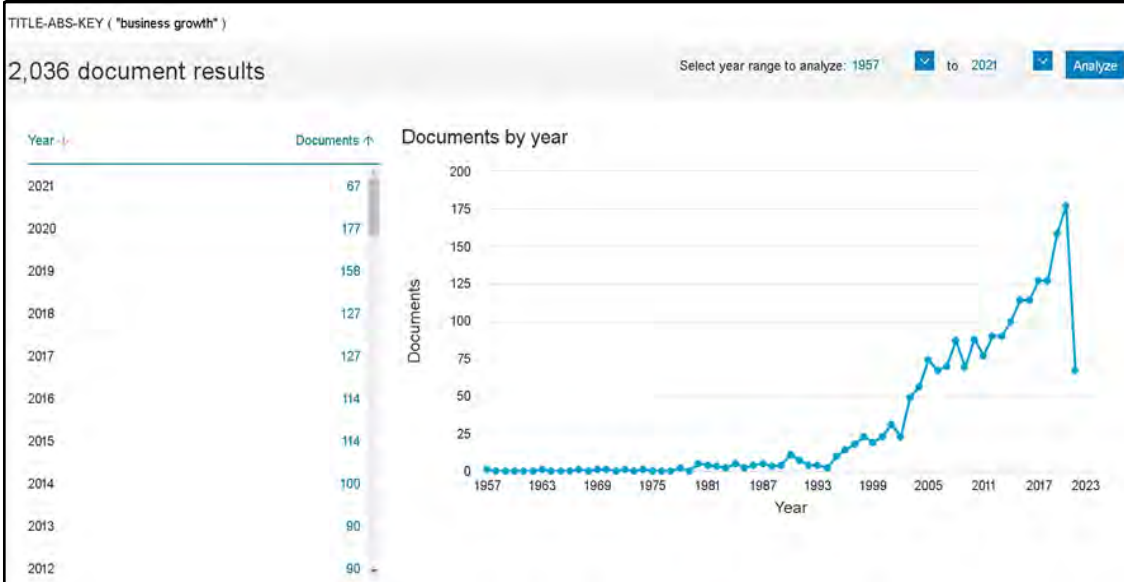 TITLE-ABS-KEY ( "business growth" )
2,036 document results
Select year range to analyze: 1957 to 2021 Analyze
Year Documents
2021 67
2020 177
2019 158
2018 127
2017 127
2016 114
2015 114
2014 100
2013 90
2012 90
Documents by year
200
175
150
125
100
75
50
25
0
Documents
1957 1963 1969 1975 1981 1987 1993 1999 2005 2011 2017 2023
Year